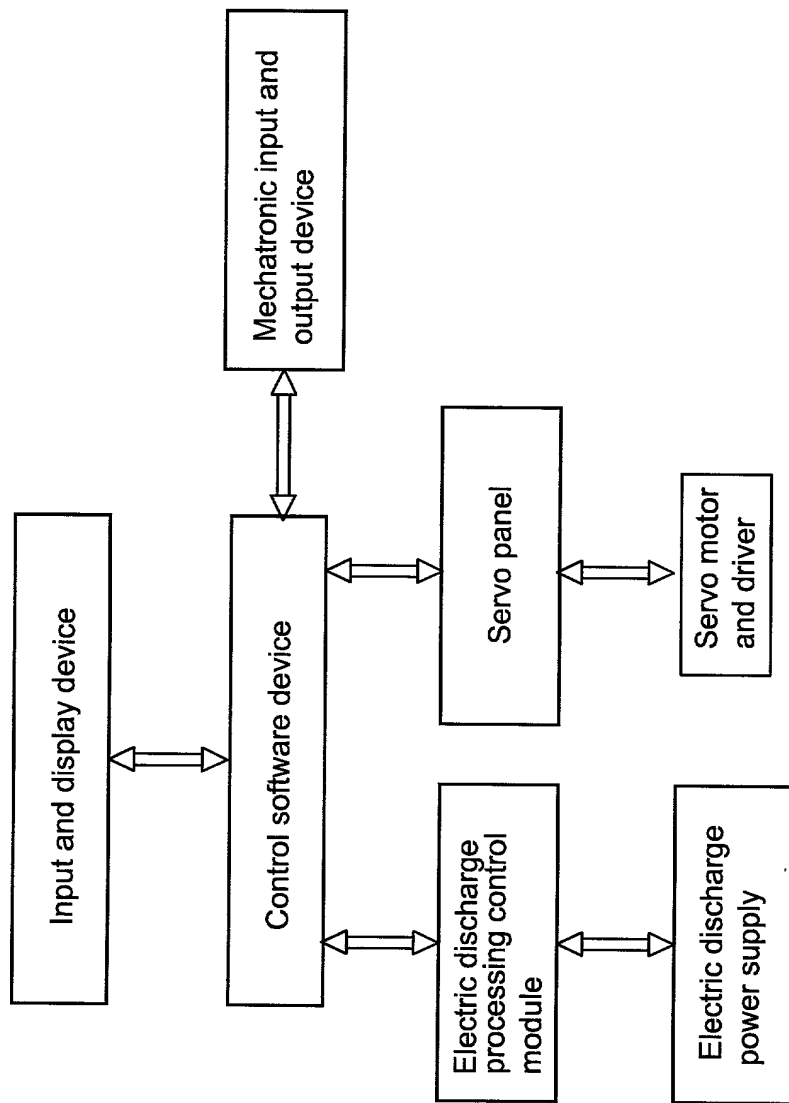 Input and display device
Control software device
Mechatronic input and
output device
Electric discharge
processing control
module
Servo panel
Electric discharge
power supply
Servo motor
and driver